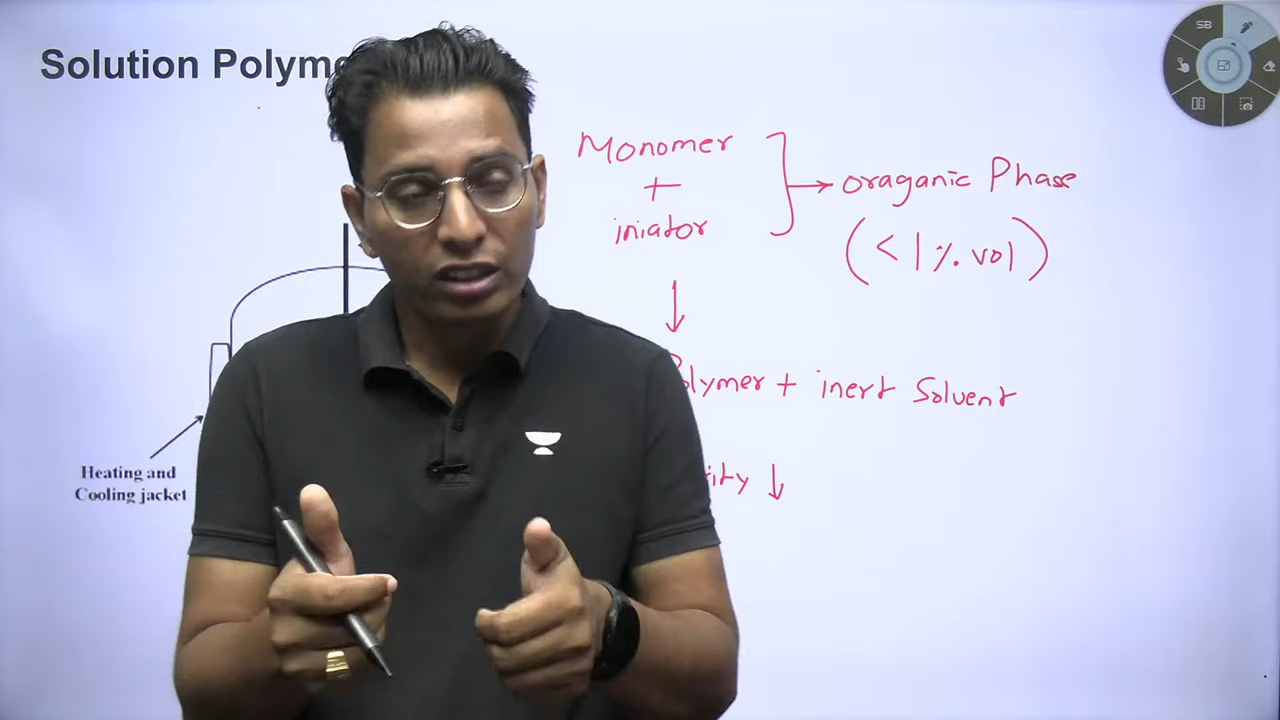 Solution Polyme
SB
Monomer
+
iniator
→ oraganic Phase
(< 1 %. vol)
↓
Polymer + inert Solvent
ity ↓
Heating and
Cooling jacket